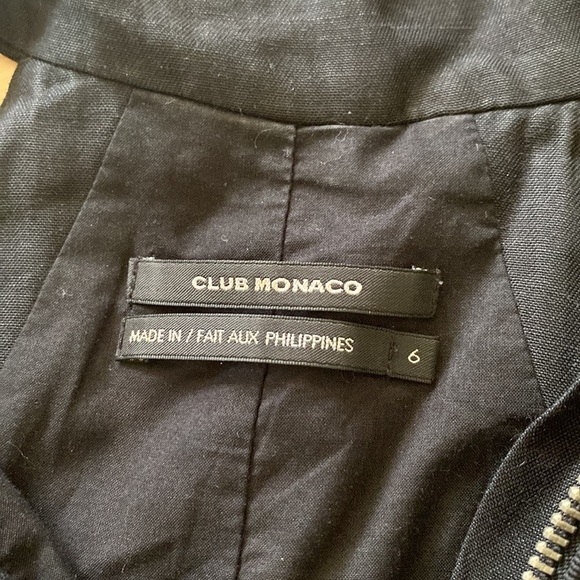 CLUB MONACO
MADE IN / FAIT AUX PHILIPPINES 6